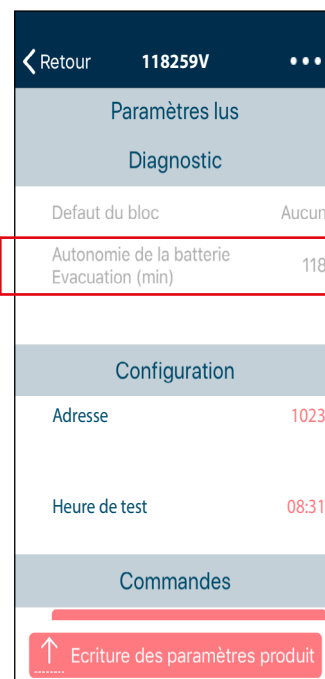 Retour 118259V
Paramètres lus
Diagnostic
Defaut du bloc Aucun
Autonomie de la batterie
Evacuation (min) 118
Configuration
Adresse 1023
Heure de test 08:31
Commandes
Ecriture des paramètres produit